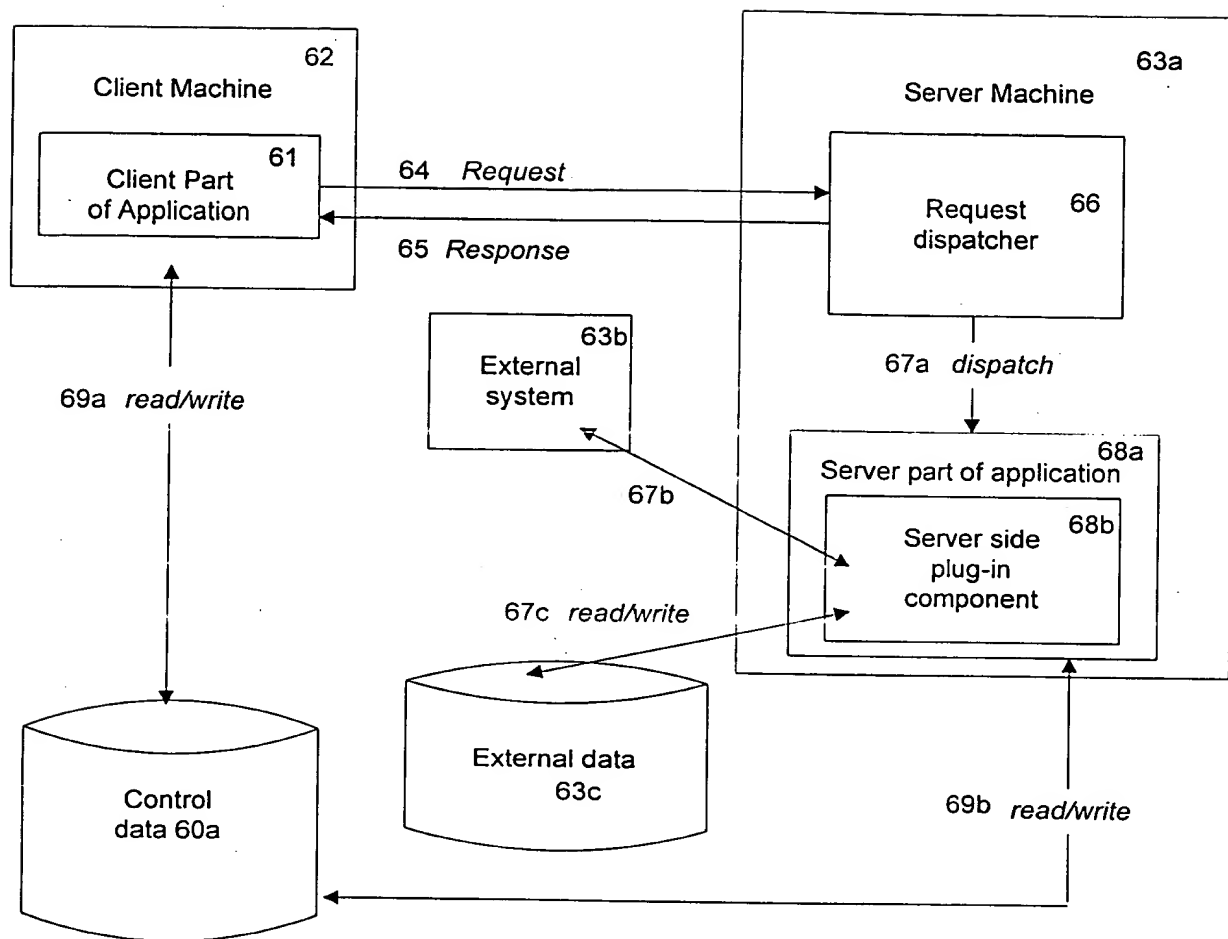 62
Client Machine
61
Client Part
of Application
64 Request
65 Response
63a
Server Machine
66
Request
dispatcher
67a dispatch
63b
External
system
69a read/write
67b
68a
Server part of application
68b
Server side
plug-in
component
67c read/write
External data
63c
Control
data 60a
69b read/write